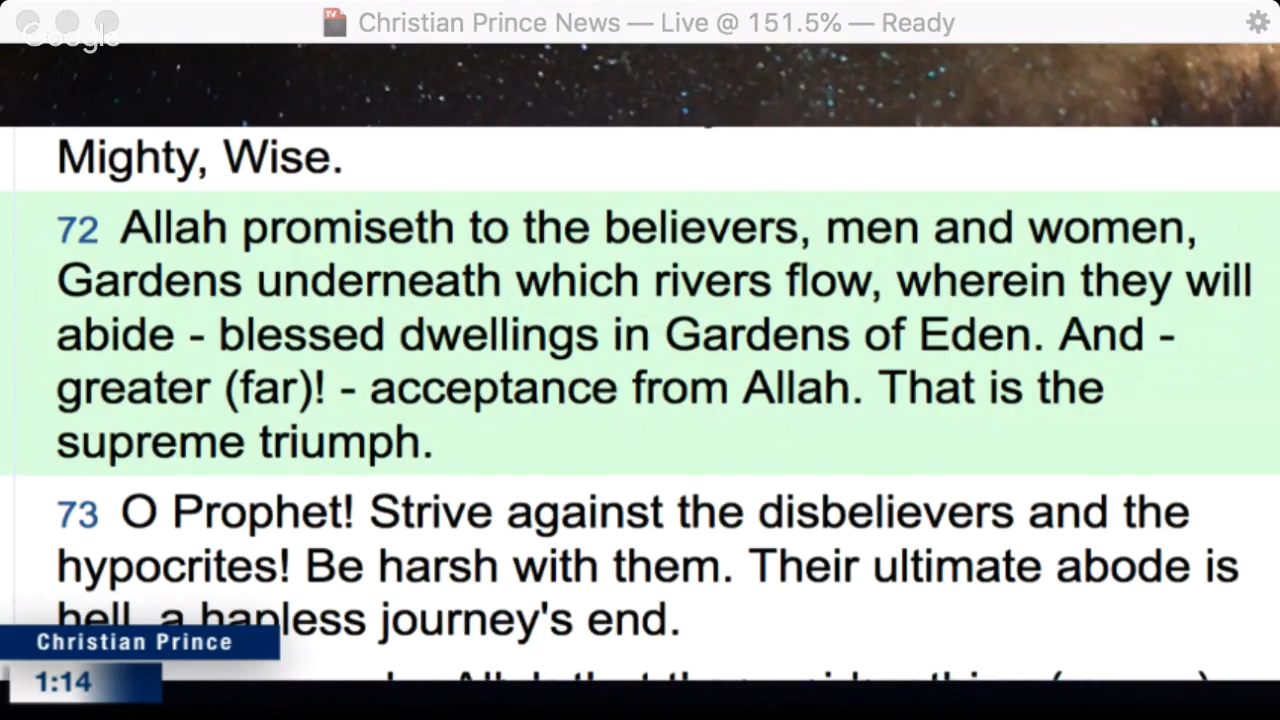 Christian Prince News — Live @ 151.5% — Ready
Google
Mighty, Wise.
72 Allah promiseth to the believers, men and women,
Gardens underneath which rivers flow, wherein they will
abide - blessed dwellings in Gardens of Eden. And -
greater (far)! - acceptance from Allah. That is the
supreme triumph.
73 O Prophet! Strive against the disbelievers and the
hypocrites! Be harsh with them. Their ultimate abode is
hell, a hapless journey's end.
Christian Prince
1:14